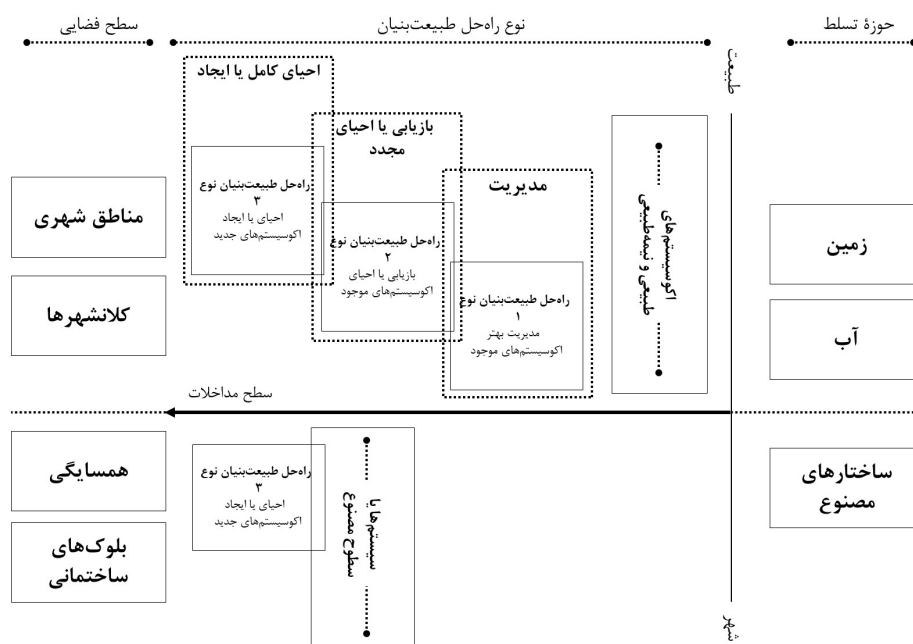 حوزهٔ تسلط
نوع راه‌حل طبیعت‌بنیان
سطح فضایی
طبیعت
احیای کامل یا ایجاد
بازیابی یا احیای
مجدد
مدیریت
راه‌حل طبیعت‌بنیان نوع
۳
احیای یا ایجاد
اکوسیستم‌های جدید
راه‌حل طبیعت‌بنیان نوع
۲
بازیابی یا احیای
اکوسیستم‌های موجود
راه‌حل طبیعت‌بنیان نوع
۱
مدیریت بهتر
اکوسیستم‌های موجود
اکوسیستم‌های
طبیعی و نیمه‌طبیعی
زمین
آب
مناطق شهری
کلانشهرها
سطح مداخلات
ساختارهای
مصنوع
سیستم‌ها یا
سطوح مصنوع
راه‌حل طبیعت‌بنیان نوع
۳
احیای یا ایجاد
اکوسیستم‌های جدید
همسایگی
بلوک‌های
ساختمانی
شهر